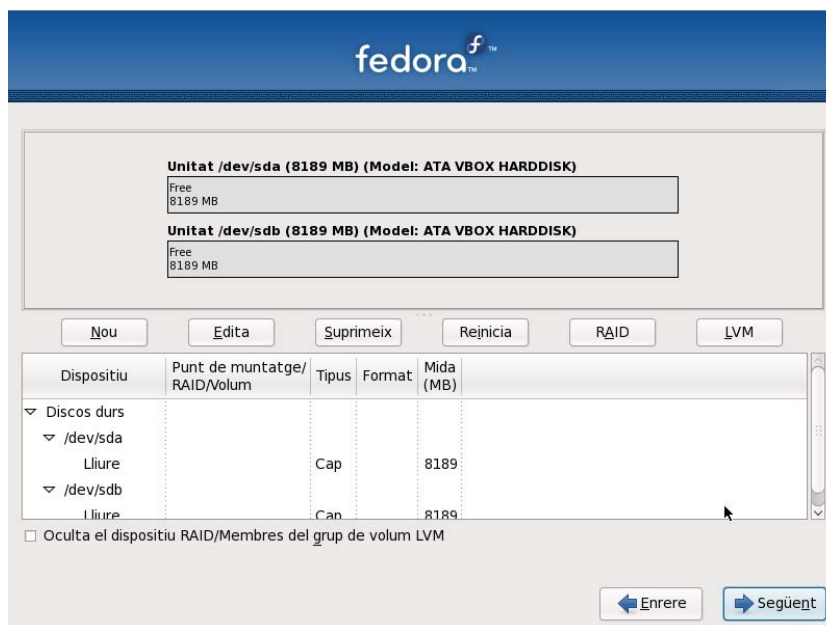 fedora™
Unitat /dev/sda (8189 MB) (Model: ATA VBOX HARDDISK)
Free
8189 MB
Unitat /dev/sdb (8189 MB) (Model: ATA VBOX HARDDISK)
Free
8189 MB
Nou Edita Suprimeix Reinicia RAID LVM
Dispositiu Punt de muntatge/ RAID/Volum Tipus Format Mida (MB)
Discos durs
/dev/sda
Lliure Cap 8189
/dev/sdb
Lliure Cap 8189
Oculta el dispositiu RAID/Membres del grup de volum LVM
Enrere Següent